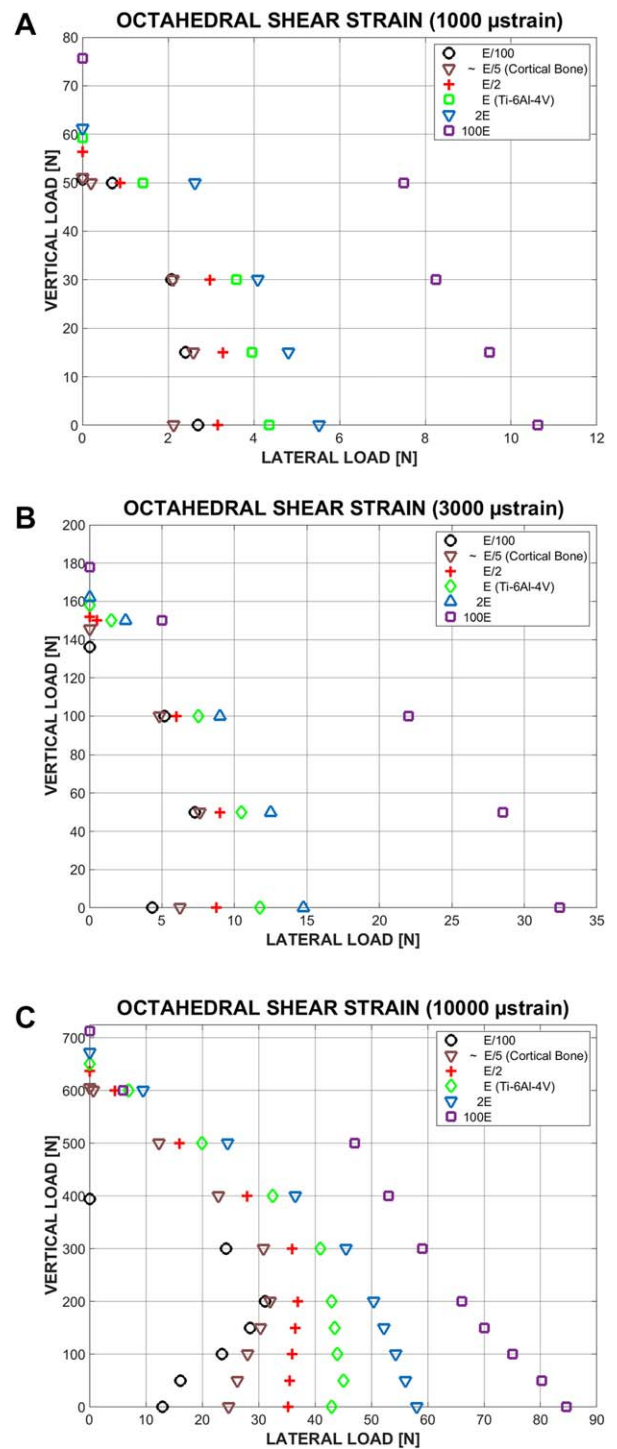 A
OCTAHEDRAL SHEAR STRAIN (1000 µstrain)
VERTICAL LOAD [N]
80
70
60
50
40
30
20
10
0
E/100
~ E/5 (Cortical Bone)
E/2
E (Ti-6Al-4V)
2E
100E
0 2 4 6 8 10 12
LATERAL LOAD [N]
B
OCTAHEDRAL SHEAR STRAIN (3000 µstrain)
VERTICAL LOAD [N]
200
180
160
140
120
100
80
60
40
20
0
E/100
~ E/5 (Cortical Bone)
E/2
E (Ti-6Al-4V)
2E
100E
0 5 10 15 20 25 30 35
LATERAL LOAD [N]
C
OCTAHEDRAL SHEAR STRAIN (10000 µstrain)
VERTICAL LOAD [N]
700
600
500
400
300
200
100
0
E/100
~ E/5 (Cortical Bone)
E/2
E (Ti-6Al-4V)
2E
100E
0 10 20 30 40 50 60 70 80 90
LATERAL LOAD [N]